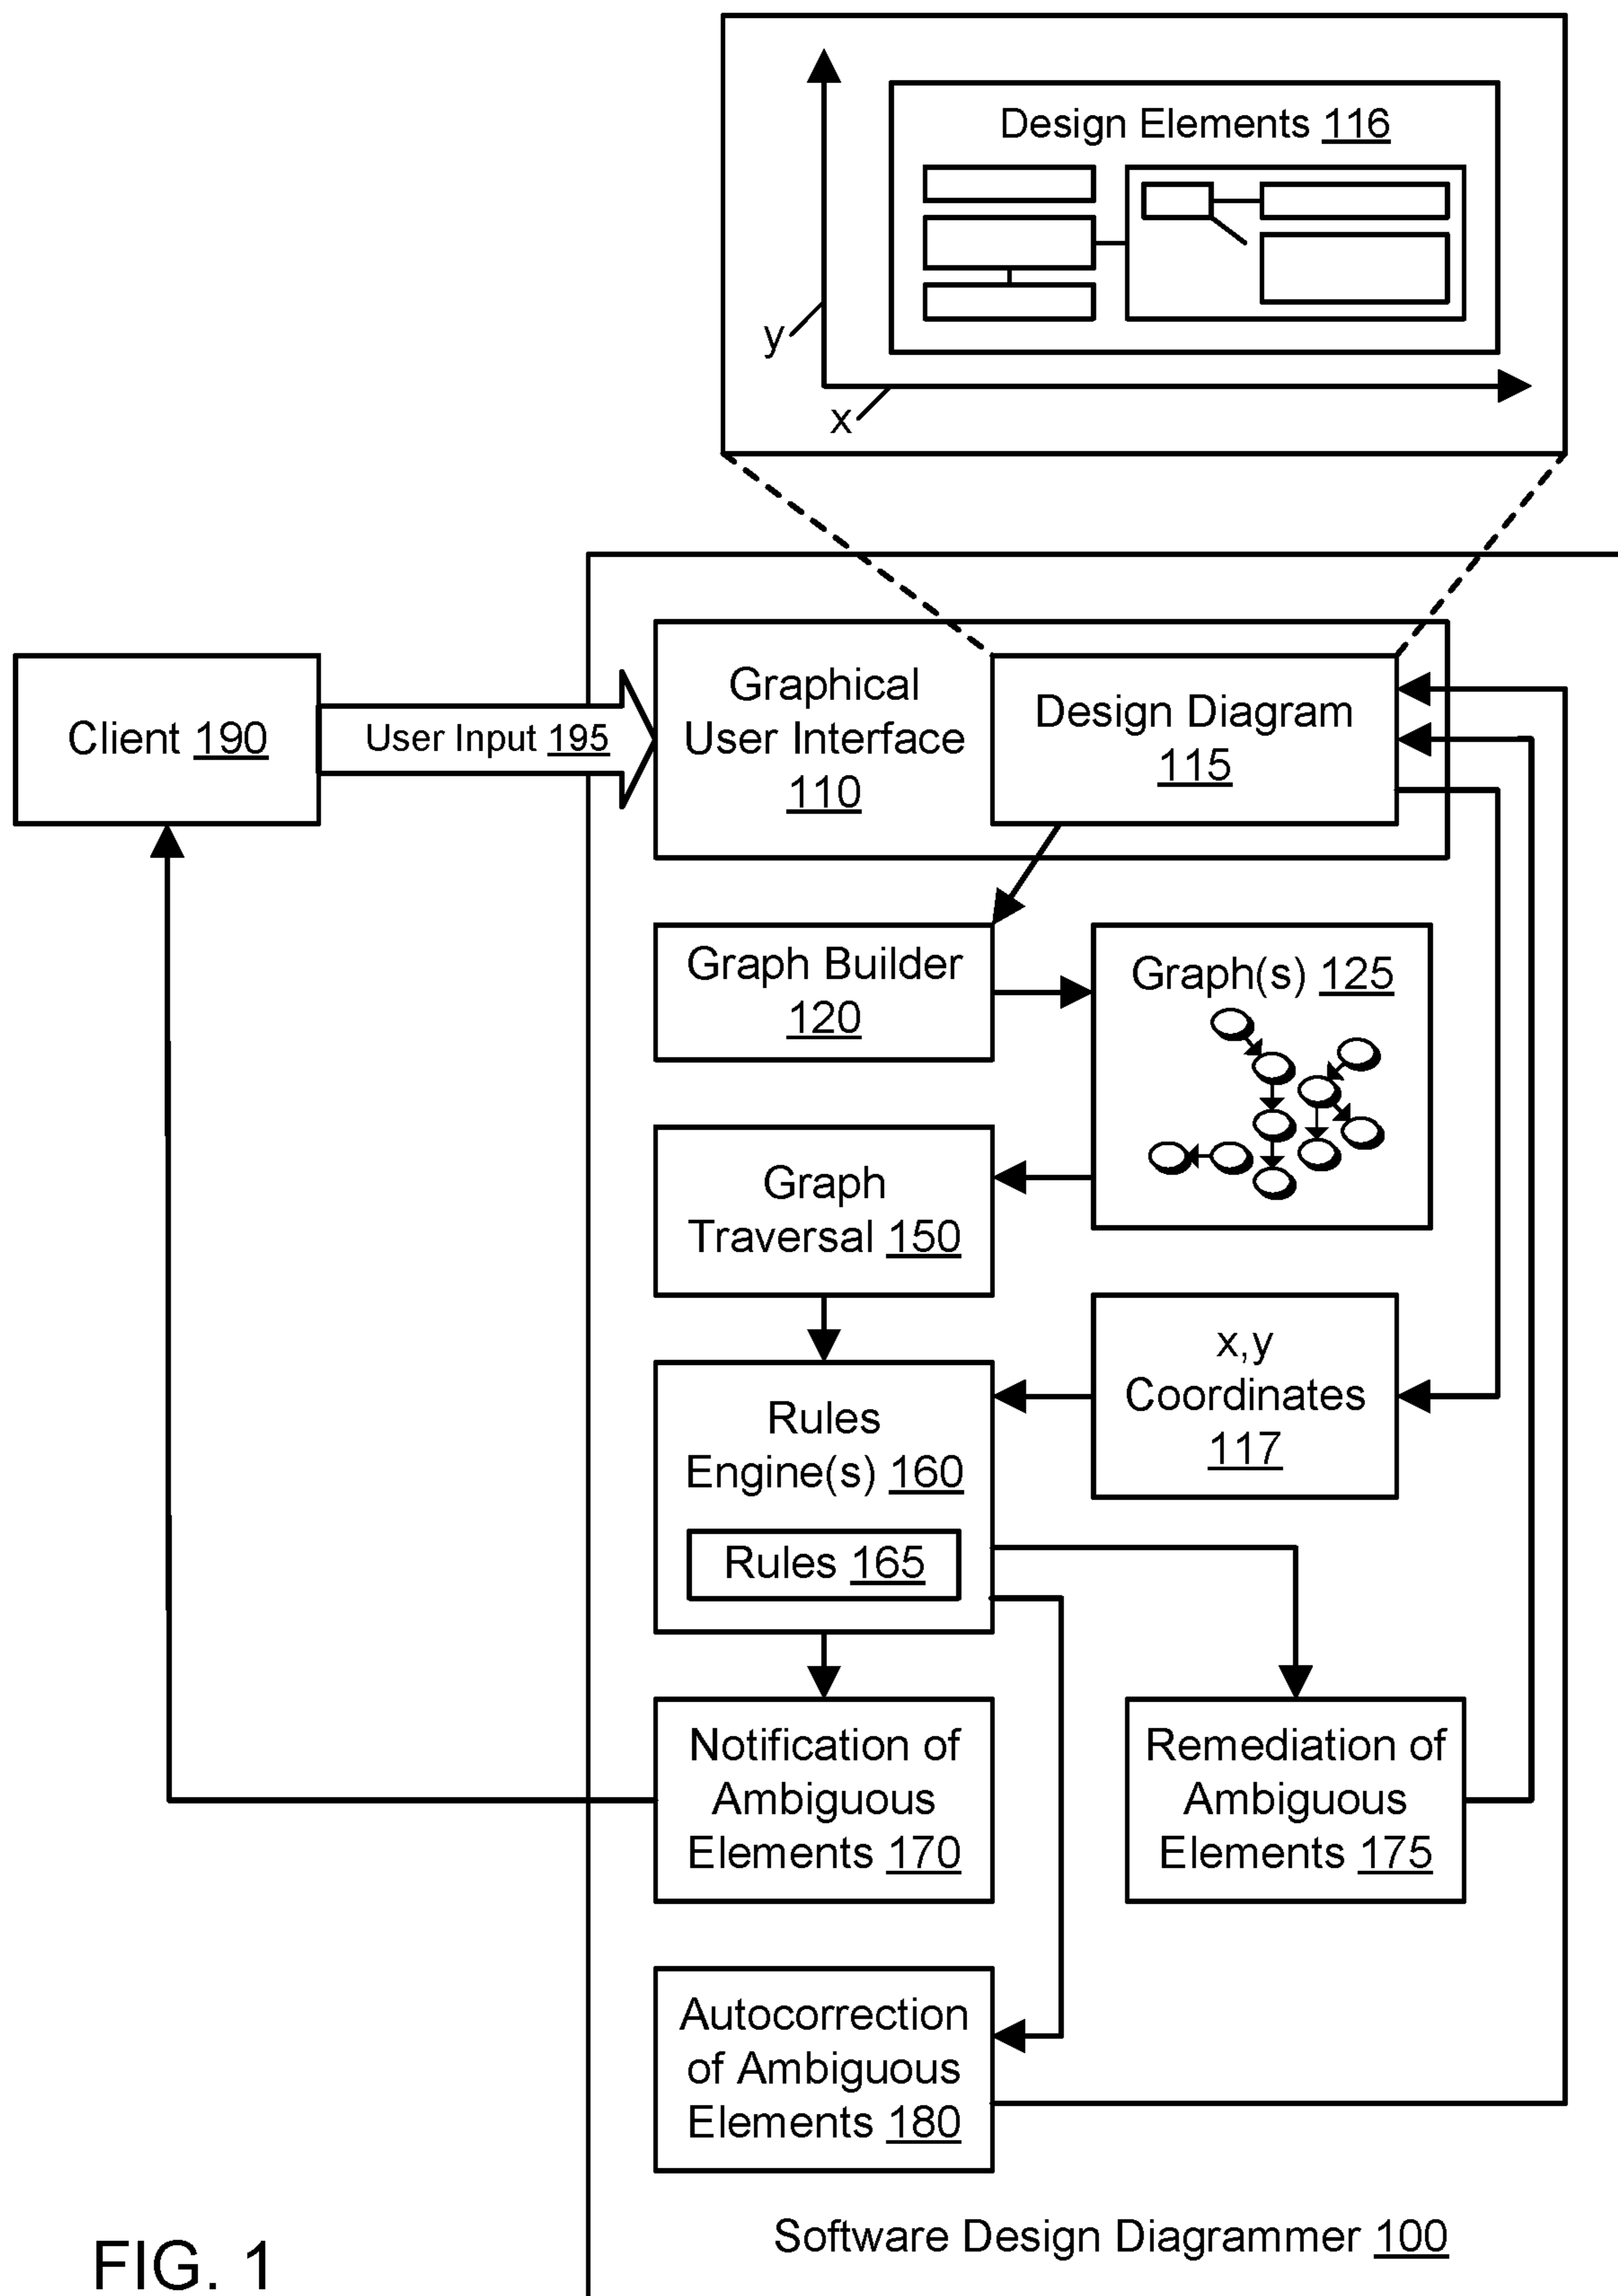 Design Elements 116
y
x
Client 190
User Input 195
Graphical
User Interface
110
Design Diagram
115
Graph Builder
120
Graph(s) 125
Graph
Traversal 150
x,y
Coordinates
117
Rules
Engine(s) 160
Rules 165
Notification of
Ambiguous
Elements 170
Remediation of
Ambiguous
Elements 175
Autocorrection
of Ambiguous
Elements 180
Software Design Diagrammer 100
FIG. 1